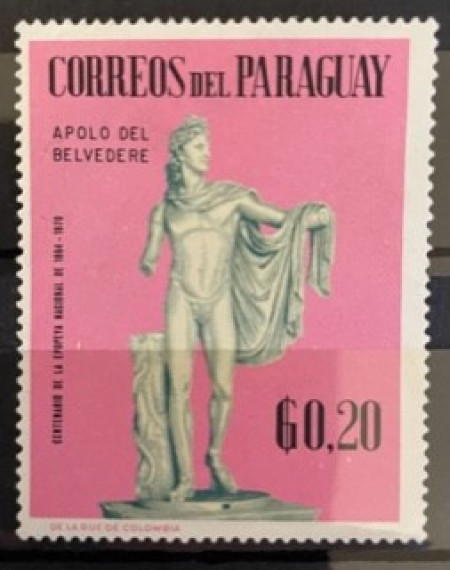 CORREOS DEL PARAGUAY
APOLO DEL
BELVEDERE
CENTENARIO DE LA EPOPEYA NACIONAL DE 1864-1870
₲0,20
DE LA RUE DE COLOMBIA